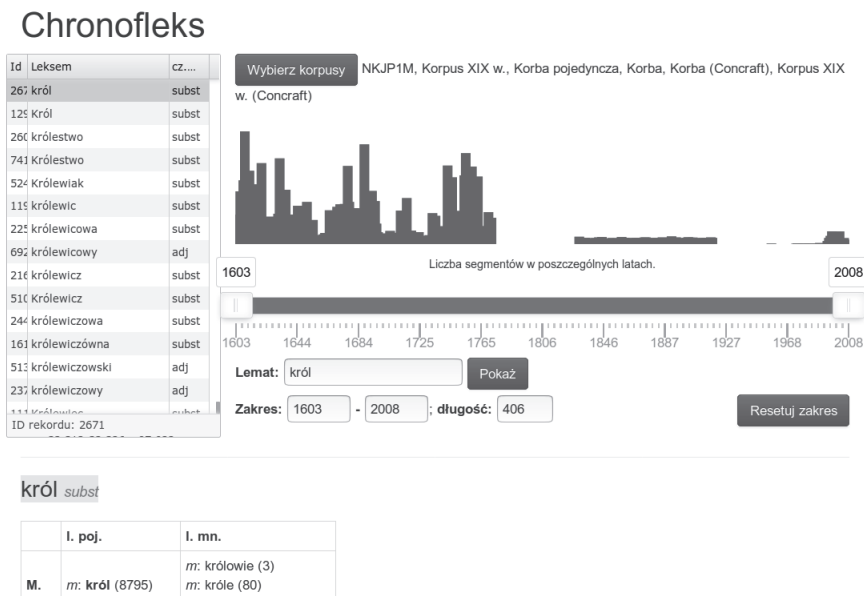 Chronofleks
Id Leksem cz....
267 król subst
129 Król subst
260 królestwo subst
741 Królestwo subst
524 Królewiak subst
119 królewic subst
225 królewicowa subst
692 królewicowy adj
216 królewicz subst
510 Królewicz subst
244 królewiczowa subst
161 królewiczówna subst
513 królewiczowski adj
237 królewiczowy adj
ID rekordu: 2671
Wybierz korpusy NKJP1M, Korpus XIX w., Korba pojedyncza, Korba, Korba (Concraft), Korpus XIX
w. (Concraft)
Liczba segmentów w poszczególnych latach.
1603 2008
1603 1644 1684 1725 1765 1806 1846 1887 1927 1968 2008
Lemat: król Pokaż
Zakres: 1603 - 2008 ; długość: 406 Resetuj zakres
król subst
l. poj. l. mn.
m: królowie (3)
M. m: król (8795) m: króle (80)